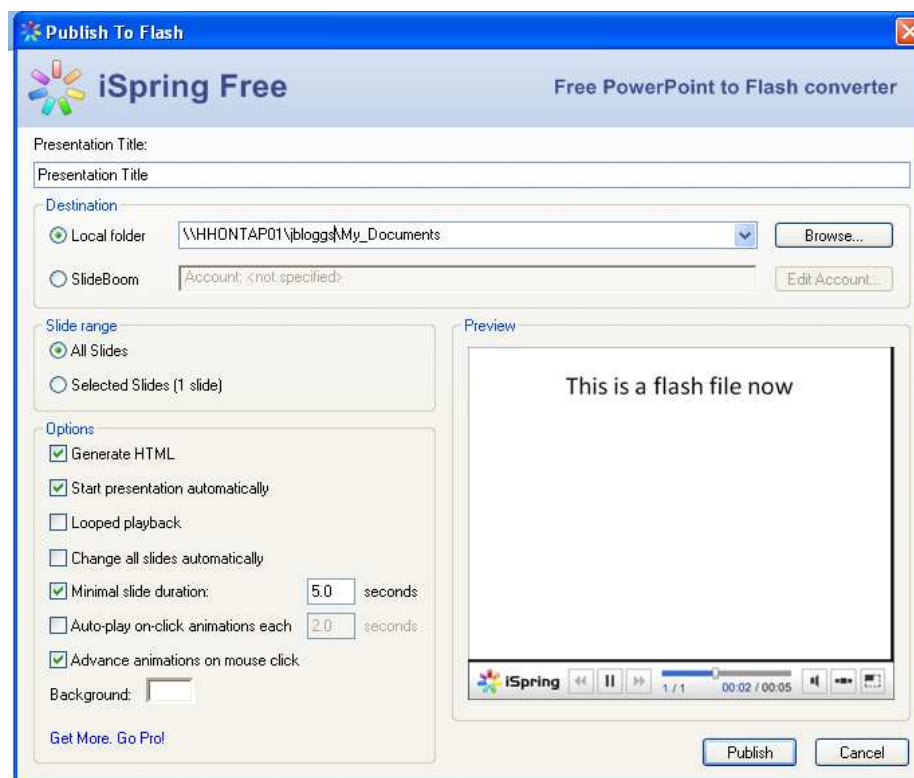 Publish To Flash
iSpring Free
Free PowerPoint to Flash converter
Presentation Title:
Presentation Title
Destination
Local folder
\\HHONTAP01\jbloggs\My_Documents
Browse...
SlideBoom
Account: <not specified>
Edit Account...
Slide range
All Slides
Selected Slides (1 slide)
Options
Generate HTML
Start presentation automatically
Looped playback
Change all slides automatically
Minimal slide duration: 5.0 seconds
Auto-play on-click animations each 2.0 seconds
Advance animations on mouse click
Background:
Get More. Go Pro!
Preview
This is a flash file now
iSpring
1 / 1
00:02 / 00:05
Publish
Cancel